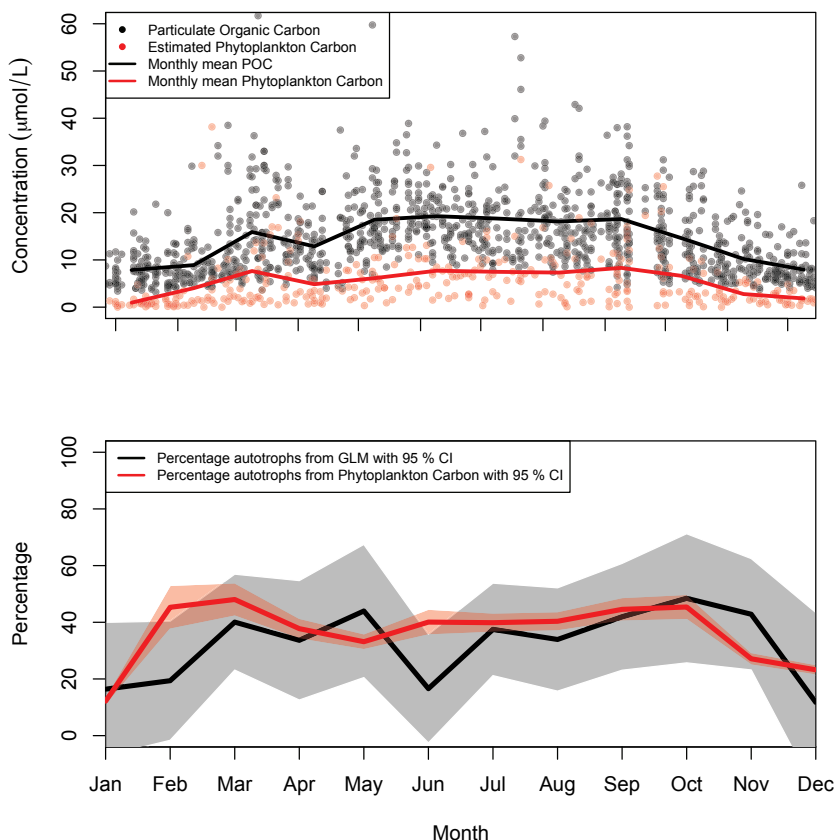 60
50
40
30
20
10
0
Concentration (μmol/L)
Particulate Organic Carbon
Estimated Phytoplankton Carbon
Monthly mean POC
Monthly mean Phytoplankton Carbon
100
80
60
40
20
0
Percentage
Percentage autotrophs from GLM with 95 % CI
Percentage autotrophs from Phytoplankton Carbon with 95 % CI
Jan Feb Mar Apr May Jun Jul Aug Sep Oct Nov Dec
Month